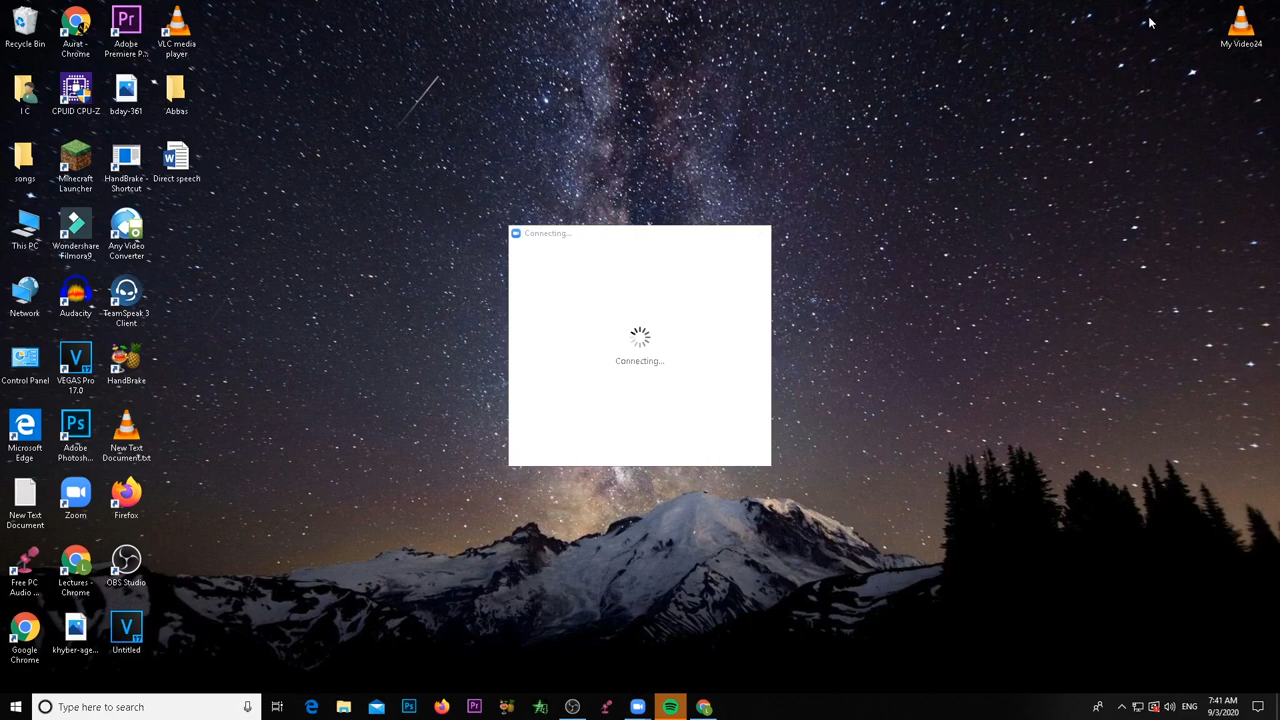 Recycle Bin
Aurat -
Chrome
Adobe
Premiere P...
VLC media
player
My Video24
I C
CPUID CPU-Z
bday-361
Abbas
songs
Minecraft
Launcher
HandBrake -
Shortcut
Direct speech
This PC
Wondershare
Filmora9
Any Video
Converter
Connecting...
Connecting...
Network
Audacity
TeamSpeak 3
Client
Control Panel
VEGAS Pro
17.0
HandBrake
Microsoft
Edge
Adobe
Photosh...
New Text
Document.txt
New Text
Document
Zoom
Firefox
Free PC
Audio ...
Lectures -
Chrome
OBS Studio
Google
Chrome
khyber-age...
Untitled
Type here to search
ENG
7:41 AM
9/3/2020